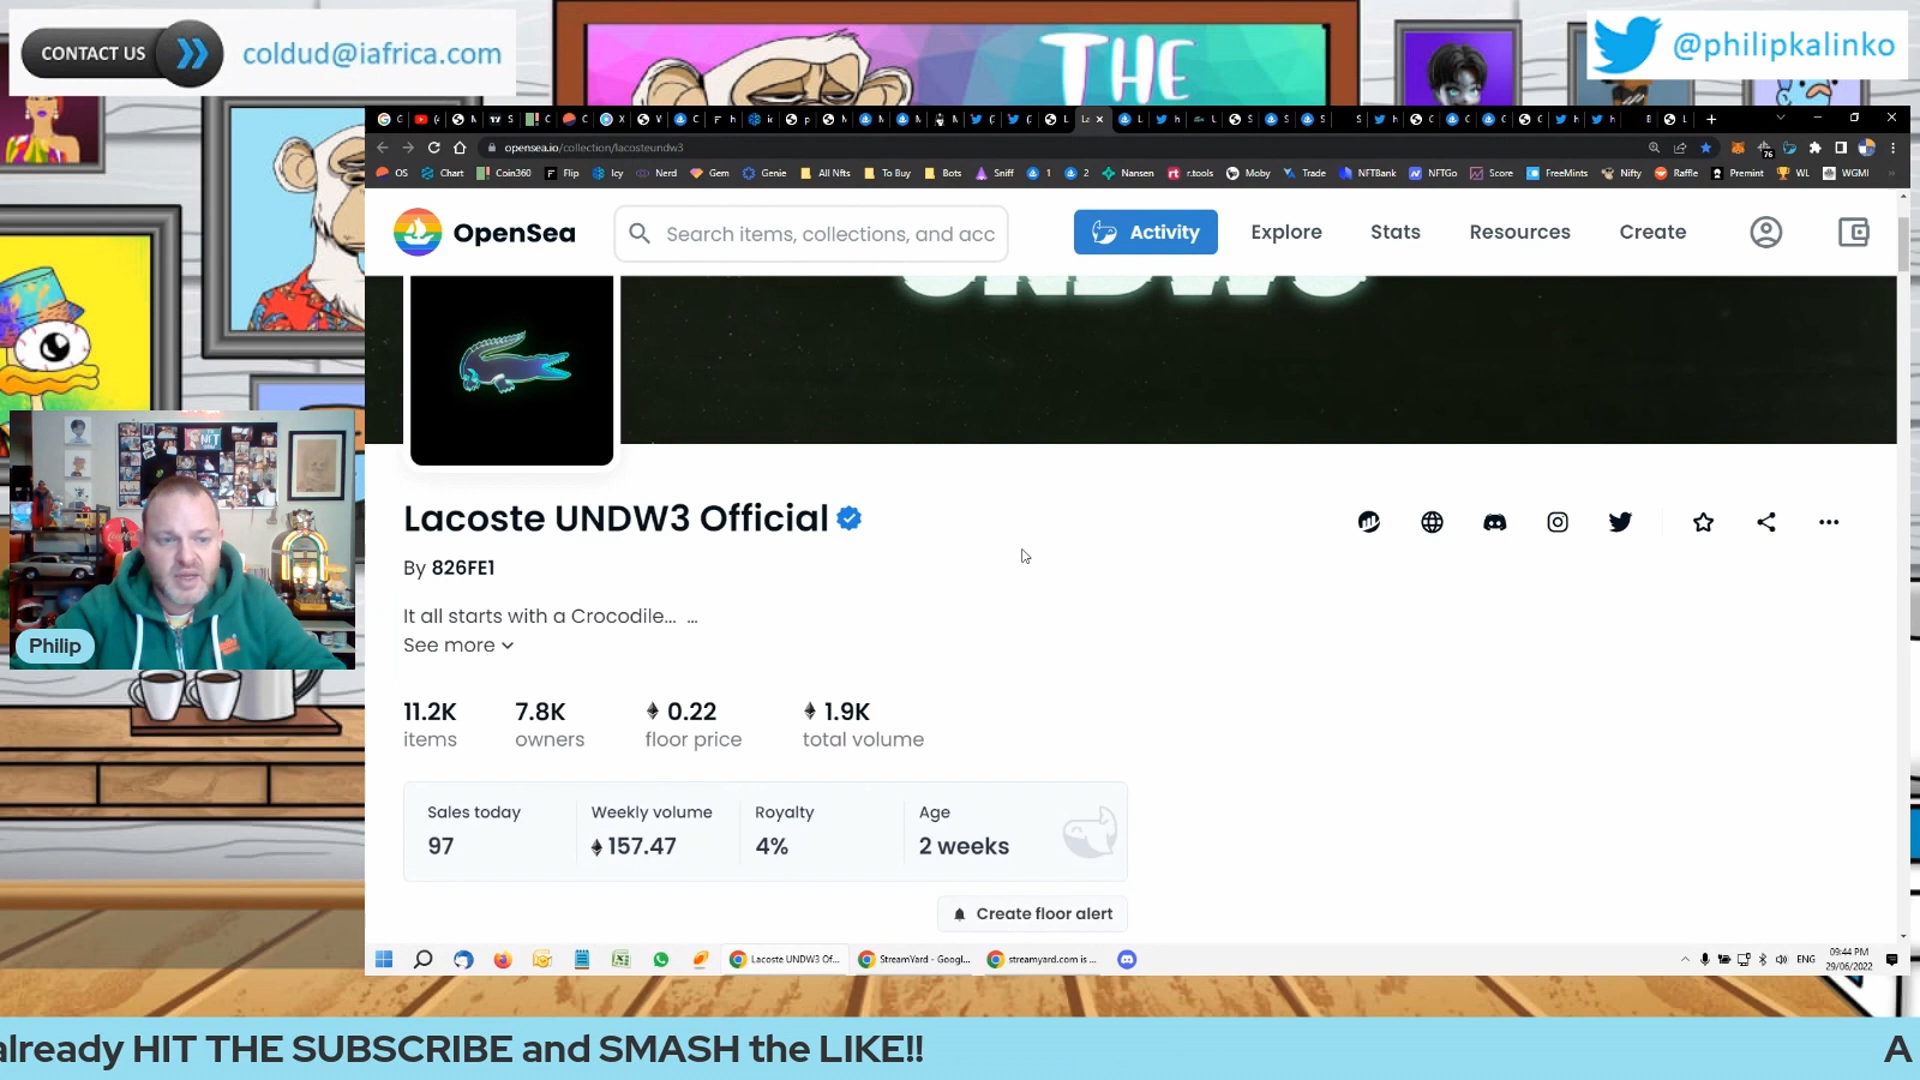 CONTACT US
coldud@iafrica.com
THE
@philipkalinko
opensea.io/collection/lacosteundw3
OS Chart Coin360 Flip Icy Nerd Gem Genie All Nfts To Buy Bots Sniff 1 2 Nansen r.tools Moby Trade NFTBank NFTGo Score FreeMints Nifty Raffle Premint WL WGMI
OpenSea
Search items, collections, and acc
Activity
Explore
Stats
Resources
Create
UNDW3
Lacoste UNDW3 Official
By 826FE1
It all starts with a Crocodile... ...
See more
11.2K
items
7.8K
owners
0.22
floor price
1.9K
total volume
Sales today
97
Weekly volume
157.47
Royalty
4%
Age
2 weeks
Create floor alert
Philip
Lacoste UNDW3 Of...
StreamYard - Googl...
streamyard.com is ...
ENG
09:44 PM
29/06/2022
already HIT THE SUBSCRIBE and SMASH the LIKE!!
A